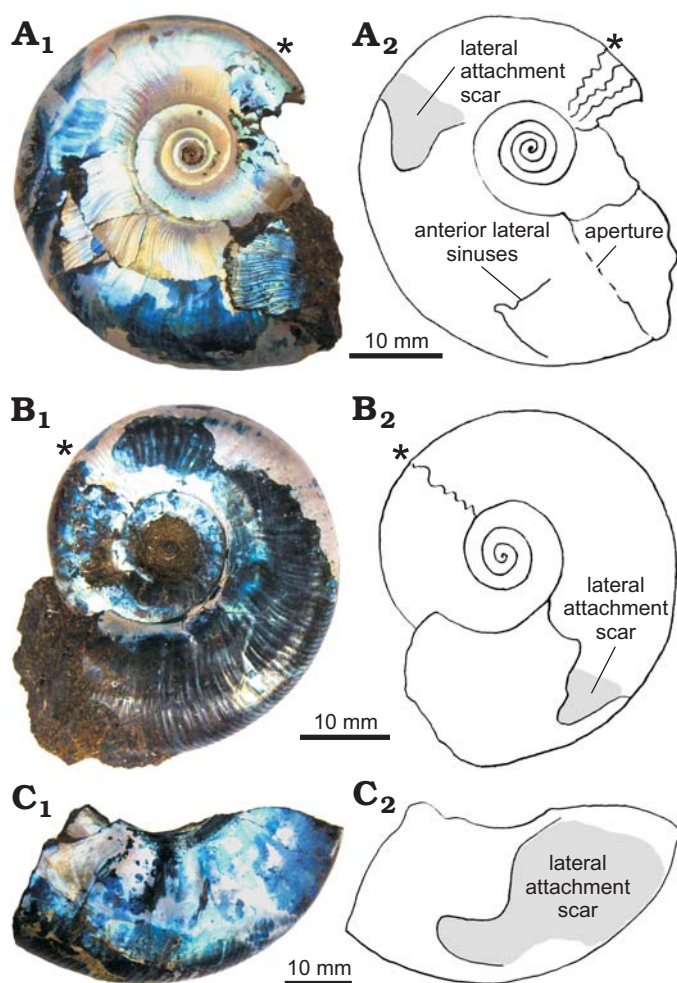 A1
*
A2
*
lateral
attachment
scar
anterior lateral
sinuses
aperture
10 mm
B1
*
B2
*
lateral
attachment
scar
10 mm
C1
C2
lateral
attachment
scar
10 mm